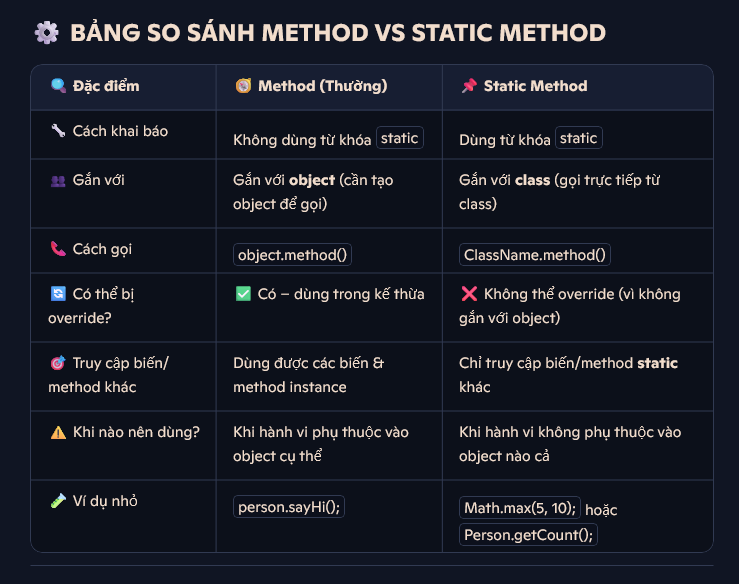 ⚙️ BẢNG SO SÁNH METHOD VS STATIC METHOD
🔍 Đặc điểm
🧭 Method (Thường)
📌 Static Method
🔧 Cách khai báo
Không dùng từ khóa static
Dùng từ khóa static
👥 Gắn với
Gắn với object (cần tạo
object để gọi)
Gắn với class (gọi trực tiếp từ
class)
📞 Cách gọi
object.method()
ClassName.method()
🔄 Có thể bị
override?
✅ Có – dùng trong kế thừa
❌ Không thể override (vì không
gắn với object)
🎯 Truy cập biến/
method khác
Dùng được các biến &
method instance
Chỉ truy cập biến/method static
khác
⚠️ Khi nào nên dùng?
Khi hành vi phụ thuộc vào
object cụ thể
Khi hành vi không phụ thuộc vào
object nào cả
🧪 Ví dụ nhỏ
person.sayHi();
Math.max(5, 10); hoặc
Person.getCount();